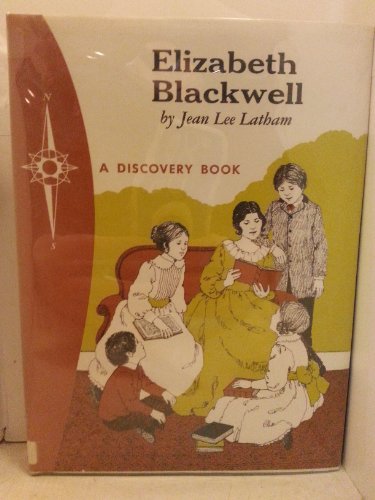 Elizabeth
Blackwell
by Jean Lee Latham
A DISCOVERY BOOK
N
S